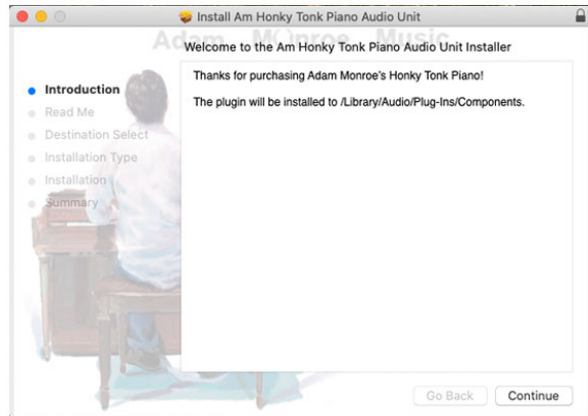 Install Am Honky Tonk Piano Audio Unit
Adam Monroe Music
Welcome to the Am Honky Tonk Piano Audio Unit Installer
Thanks for purchasing Adam Monroe's Honky Tonk Piano!
The plugin will be installed to /Library/Audio/Plug-Ins/Components.
Introduction
Read Me
Destination Select
Installation Type
Installation
Summary
Go Back
Continue